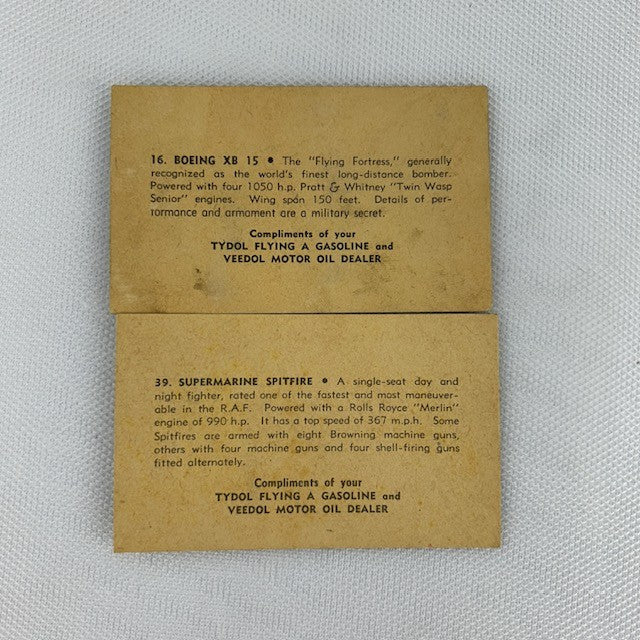 16. BOEING XB 15 • The "Flying Fortress," generally
recognized as the world's finest long-distance bomber.
Powered with four 1050 h.p. Pratt & Whitney "Twin Wasp
Senior" engines. Wing span 150 feet. Details of per-
rormance and armament are a military secret.
Compliments of your
TYDOL FLYING A GASOLINE and
VEEDOL MOTOR OIL DEALER
39. SUPERMARINE SPITFIRE • A single-seat day and
night fighter, rated one of the fastest and most maneuver-
able in the R.A.F. Powered with a Rolls Royce "Merlin"
engine of 990 h.p. It has a top speed of 367 m.p.h. Some
Spitfires are armed with eight Browning machine guns,
others with four machine guns and four shell-firing guns
fitted alternately.
Compliments of your
TYDOL FLYING A GASOLINE and
VEEDOL MOTOR OIL DEALER